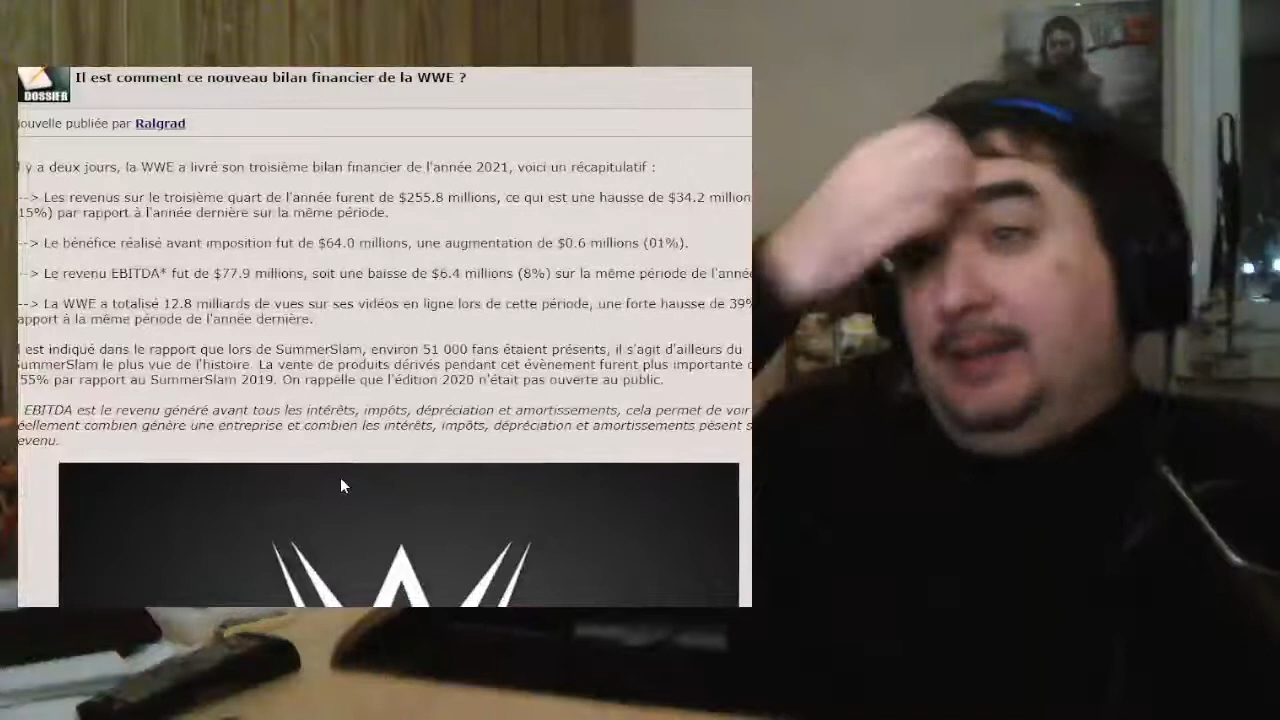 Il est comment ce nouveau bilan financier de la WWE ?
DOSSIER
ouvelle publiée par Ralgrad
l y a deux jours, la WWE a livré son troisième bilan financier de l'année 2021, voici un récapitulatif :
--> Les revenus sur le troisième quart de l'année furent de $255.8 millions, ce qui est une hausse de $34.2 million
15%) par rapport à l'année dernière sur la même période.
--> Le bénéfice réalisé avant imposition fut de $64.0 millions, une augmentation de $0.6 millions (01%).
--> Le revenu EBITDA* fut de $77.9 millions, soit une baisse de $6.4 millions (8%) sur la même période de l'anné
--> La WWE a totalisé 12.8 milliards de vues sur ses vidéos en ligne lors de cette période, une forte hausse de 39%
apport à la même période de l'année dernière.
l est indiqué dans le rapport que lors de SummerSlam, environ 51 000 fans étaient présents, il s'agit d'ailleurs du
ummerSlam le plus vue de l'histoire. La vente de produits dérivés pendant cet évènement furent plus importante
55% par rapport au SummerSlam 2019. On rappelle que l'édition 2020 n'était pas ouverte au public.
EBITDA est le revenu généré avant tous les intérêts, impôts, dépréciation et amortissements, cela permet de voir
éellement combien génère une entreprise et combien les intérêts, impôts, dépréciation et amortissements pèsent s
evenu.